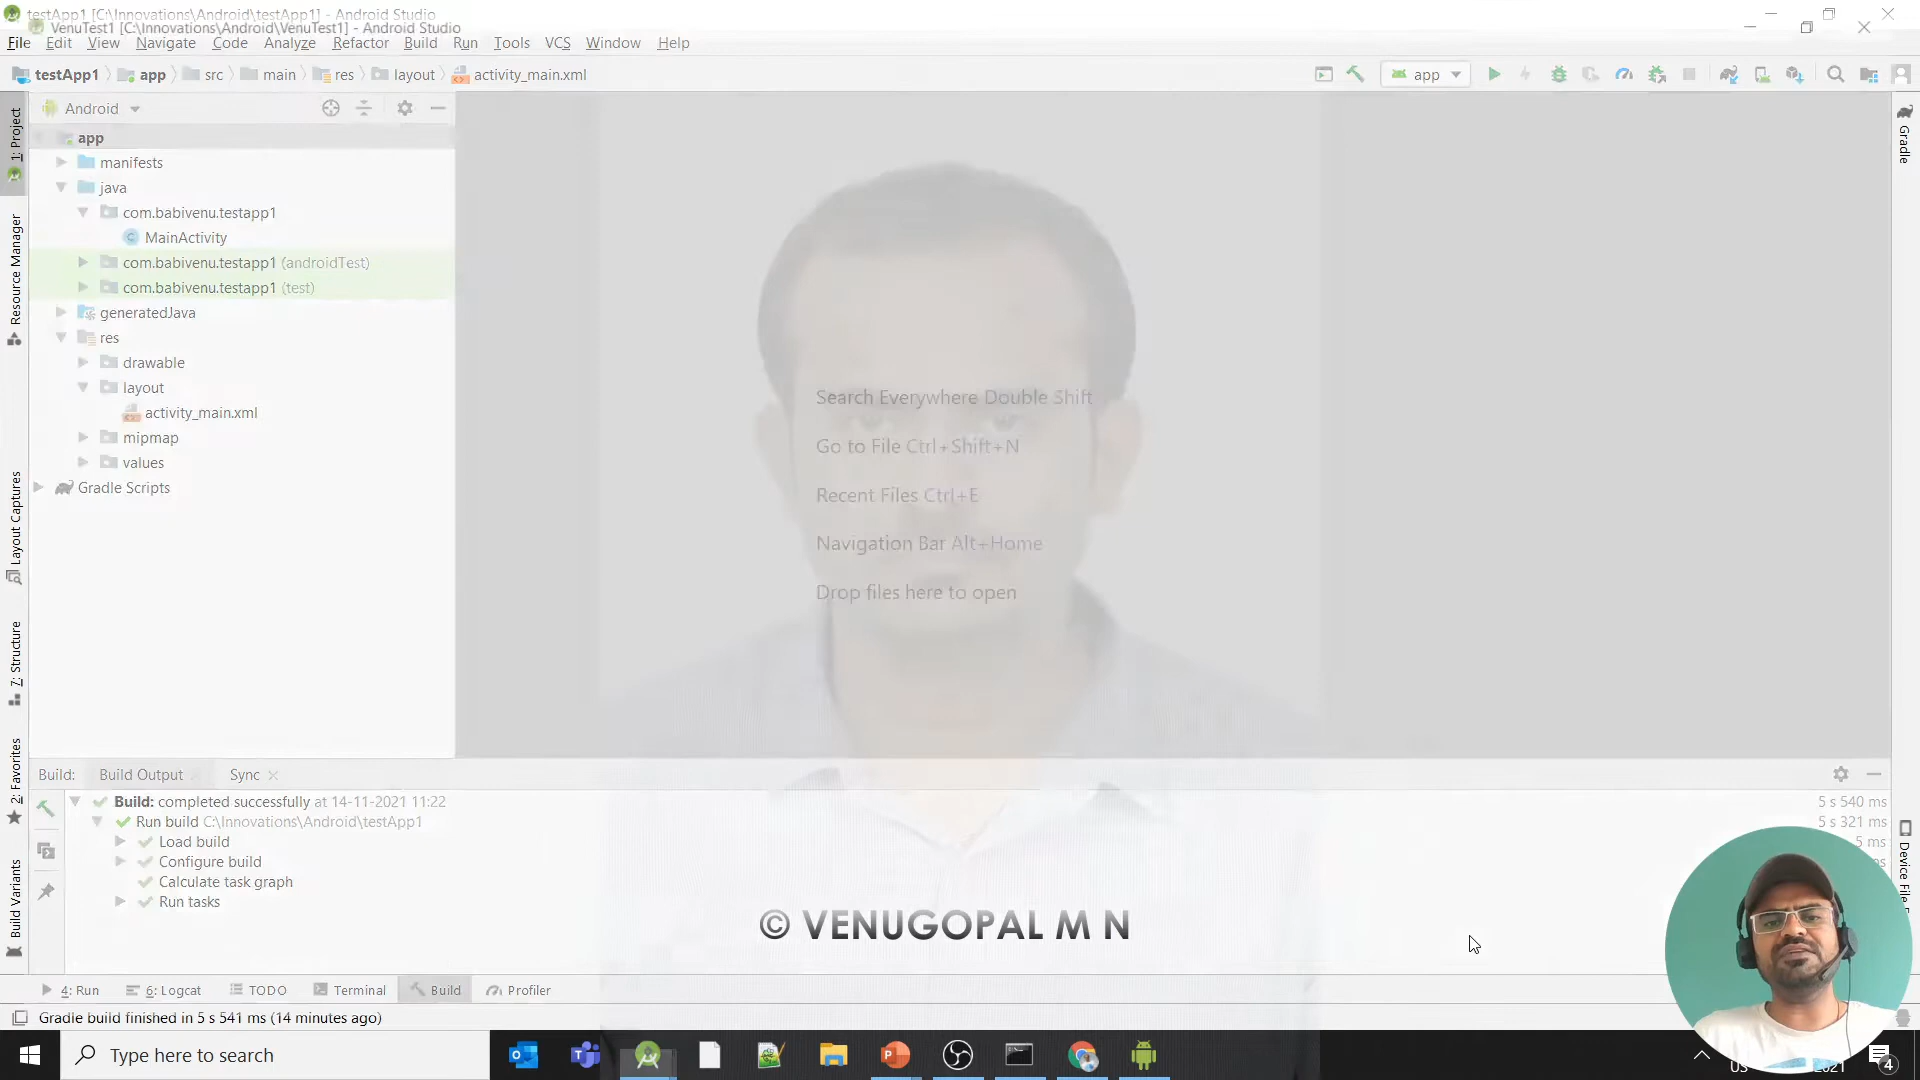 testApp1 [C:\Innovations\Android\testApp1] - Android Studio
VenuTest1 [C:\Innovations\Android\VenuTest1] - Android Studio
File Edit View Navigate Code Analyze Refactor Build Run Tools VCS Window Help
testApp1 app src main res layout activity_main.xml app
Android
app
manifests
java
com.babivenu.testapp1
MainActivity
com.babivenu.testapp1 (androidTest)
com.babivenu.testapp1 (test)
generatedJava
res
drawable
layout
activity_main.xml
mipmap
values
Gradle Scripts
1: Project
Resource Manager
Layout Captures
7: Structure
2: Favorites
Build Variants
Gradle
Device File
Search Everywhere Double Shift
Go to File Ctrl+Shift+N
Recent Files Ctrl+E
Navigation Bar Alt+Home
Drop files here to open
Build: Build Output Sync
Build: completed successfully at 14-11-2021 11:22 5 s 540 ms
Run build C:\Innovations\Android\testApp1 5 s 321 ms
Load build 5 ms
Configure build
Calculate task graph
Run tasks
© VENUGOPAL M N
4: Run 6: Logcat TODO Terminal Build Profiler
Gradle build finished in 5 s 541 ms (14 minutes ago)
Type here to search
4